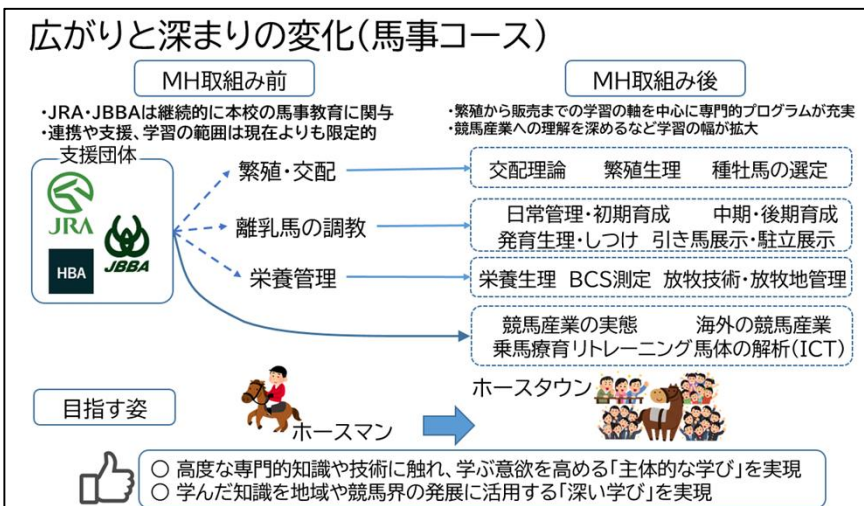 広がりと深まりの変化(馬事コース)
MH取組み前
・JRA・JBBAは継続的に本校の馬事教育に関与
・連携や支援、学習の範囲は現在よりも限定的
支援団体
JRA
JBBA
HBA
繁殖・交配
離乳馬の調教
栄養管理
MH取組み後
・繁殖から販売までの学習の軸を中心に専門的プログラムが充実
・競馬産業への理解を深めるなど学習の幅が拡大
交配理論 繁殖生理 種牡馬の選定
日常管理・初期育成 中期・後期育成
発育生理・しつけ 引き馬展示・駐立展示
栄養生理 BCS測定 放牧技術・放牧地管理
競馬産業の実態 海外の競馬産業
乗馬療育リトレーニング馬体の解析(ICT)
目指す姿
ホースマン
ホースタウン
○ 高度な専門的知識や技術に触れ、学ぶ意欲を高める「主体的な学び」を実現
○ 学んだ知識を地域や競馬界の発展に活用する「深い学び」を実現